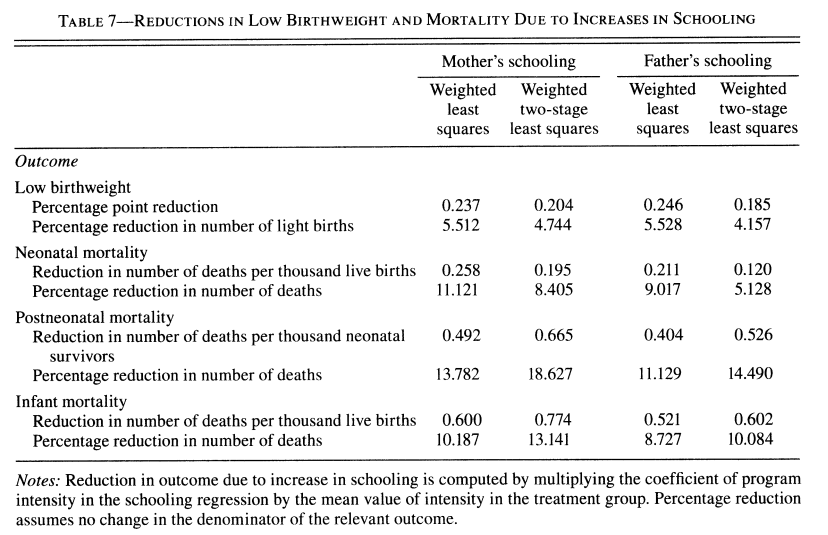 TABLE 7—REDUCTIONS IN LOW BIRTHWEIGHT AND MORTALITY DUE TO INCREASES IN SCHOOLING
Mother's schooling Father's schooling
Weighted Weighted Weighted Weighted
least two-stage least two-stage
squares least squares squares least squares
Outcome
Low birthweight
Percentage point reduction 0.237 0.204 0.246 0.185
Percentage reduction in number of light births 5.512 4.744 5.528 4.157
Neonatal mortality
Reduction in number of deaths per thousand live births 0.258 0.195 0.211 0.120
Percentage reduction in number of deaths 11.121 8.405 9.017 5.128
Postneonatal mortality
Reduction in number of deaths per thousand neonatal 0.492 0.665 0.404 0.526
survivors
Percentage reduction in number of deaths 13.782 18.627 11.129 14.490
Infant mortality
Reduction in number of deaths per thousand live births 0.600 0.774 0.521 0.602
Percentage reduction in number of deaths 10.187 13.141 8.727 10.084
Notes: Reduction in outcome due to increase in schooling is computed by multiplying the coefficient of program
intensity in the schooling regression by the mean value of intensity in the treatment group. Percentage reduction
assumes no change in the denominator of the relevant outcome.